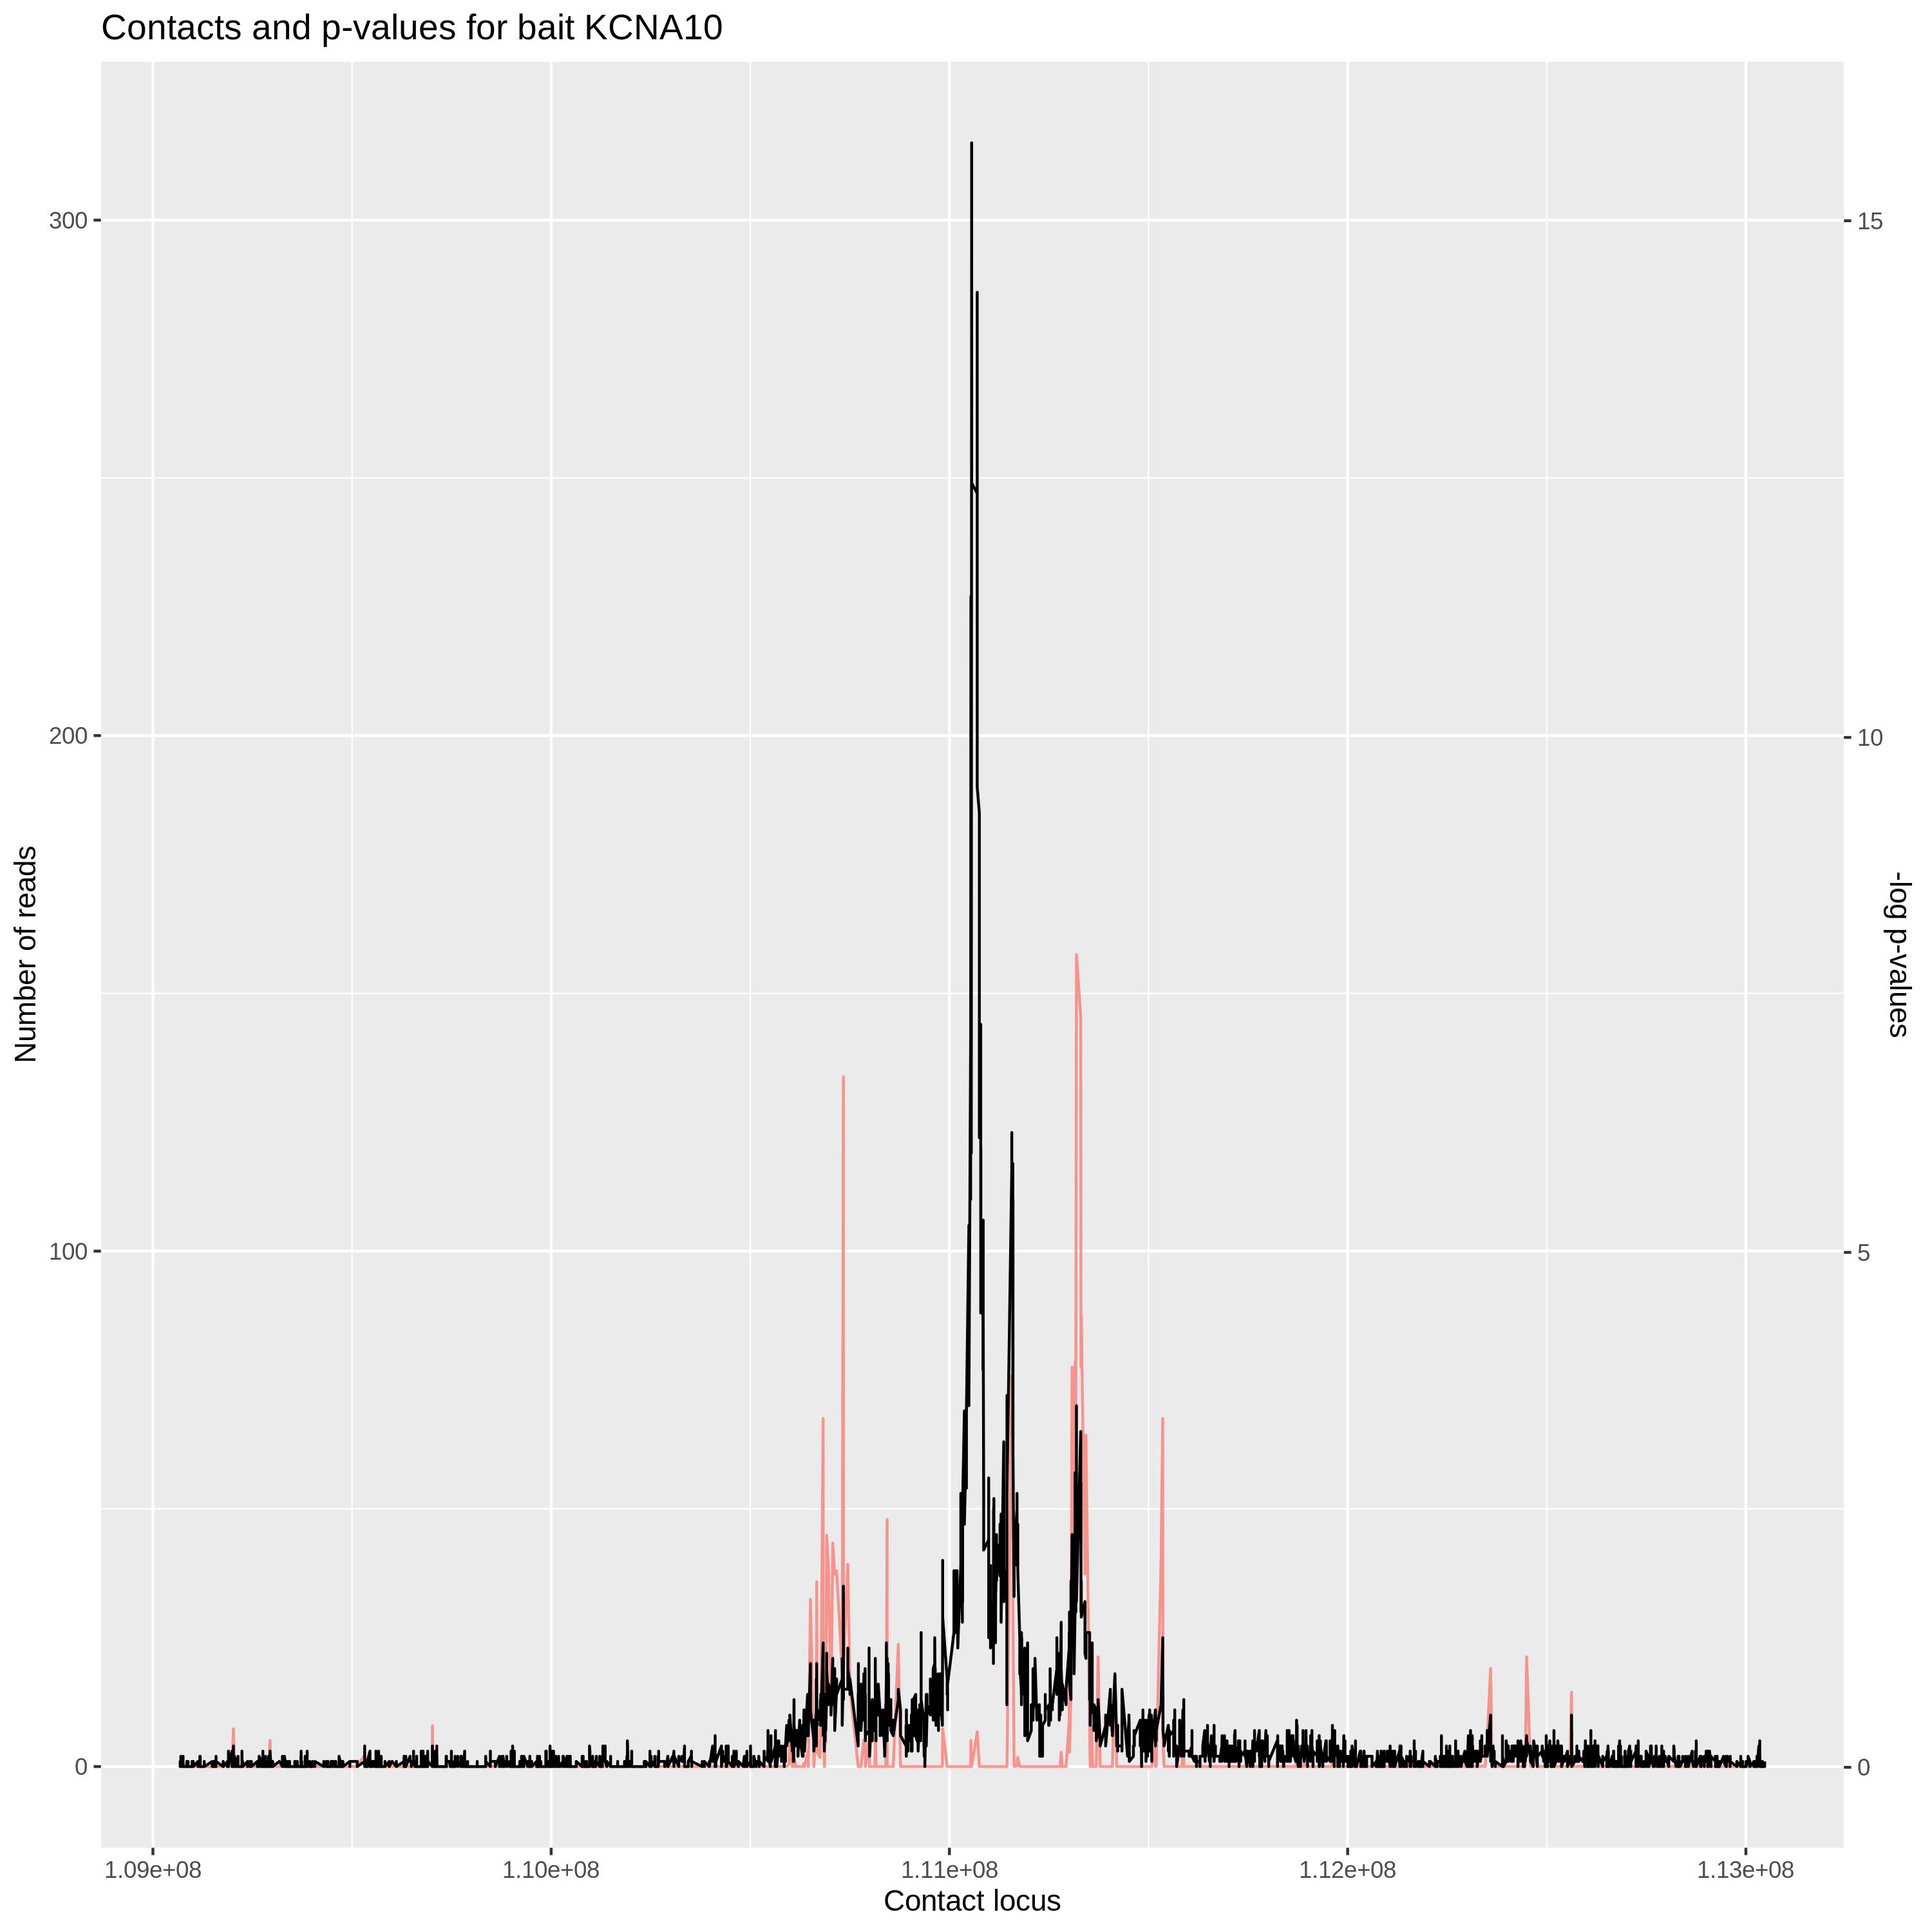 Contacts and p-values for bait KCNA10
300
200
100
0
Number of reads
15
10
5
0
-log p-values
1.09e+08
1.10e+08
1.11e+08
1.12e+08
1.13e+08
Contact locus